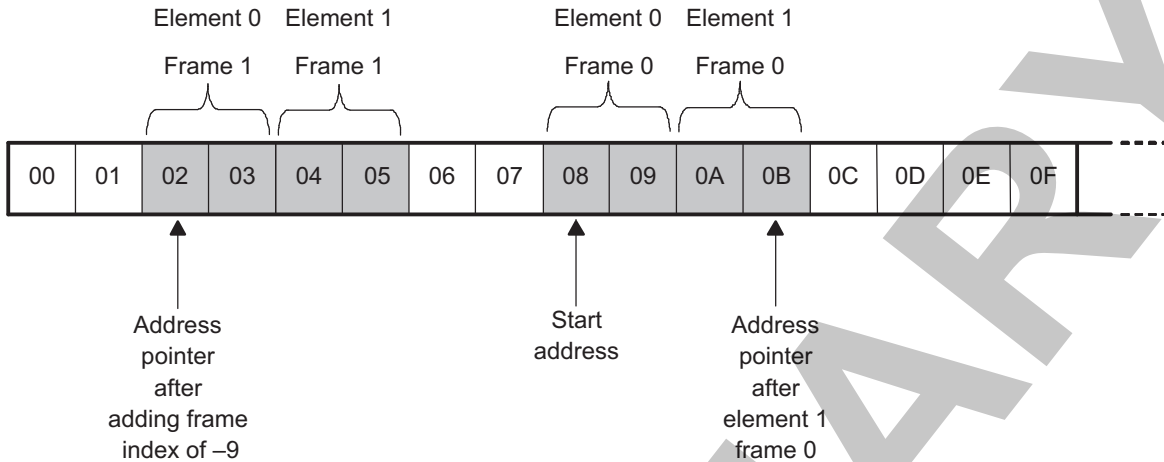 Element 0 Element 1 Element 0 Element 1
Frame 1 Frame 1 Frame 0 Frame 0
00 01 02 03 04 05 06 07 08 09 0A 0B 0C 0D 0E 0F
Address
pointer
after
adding frame
index of –9
Start
address
Address
pointer
after
element 1
frame 0